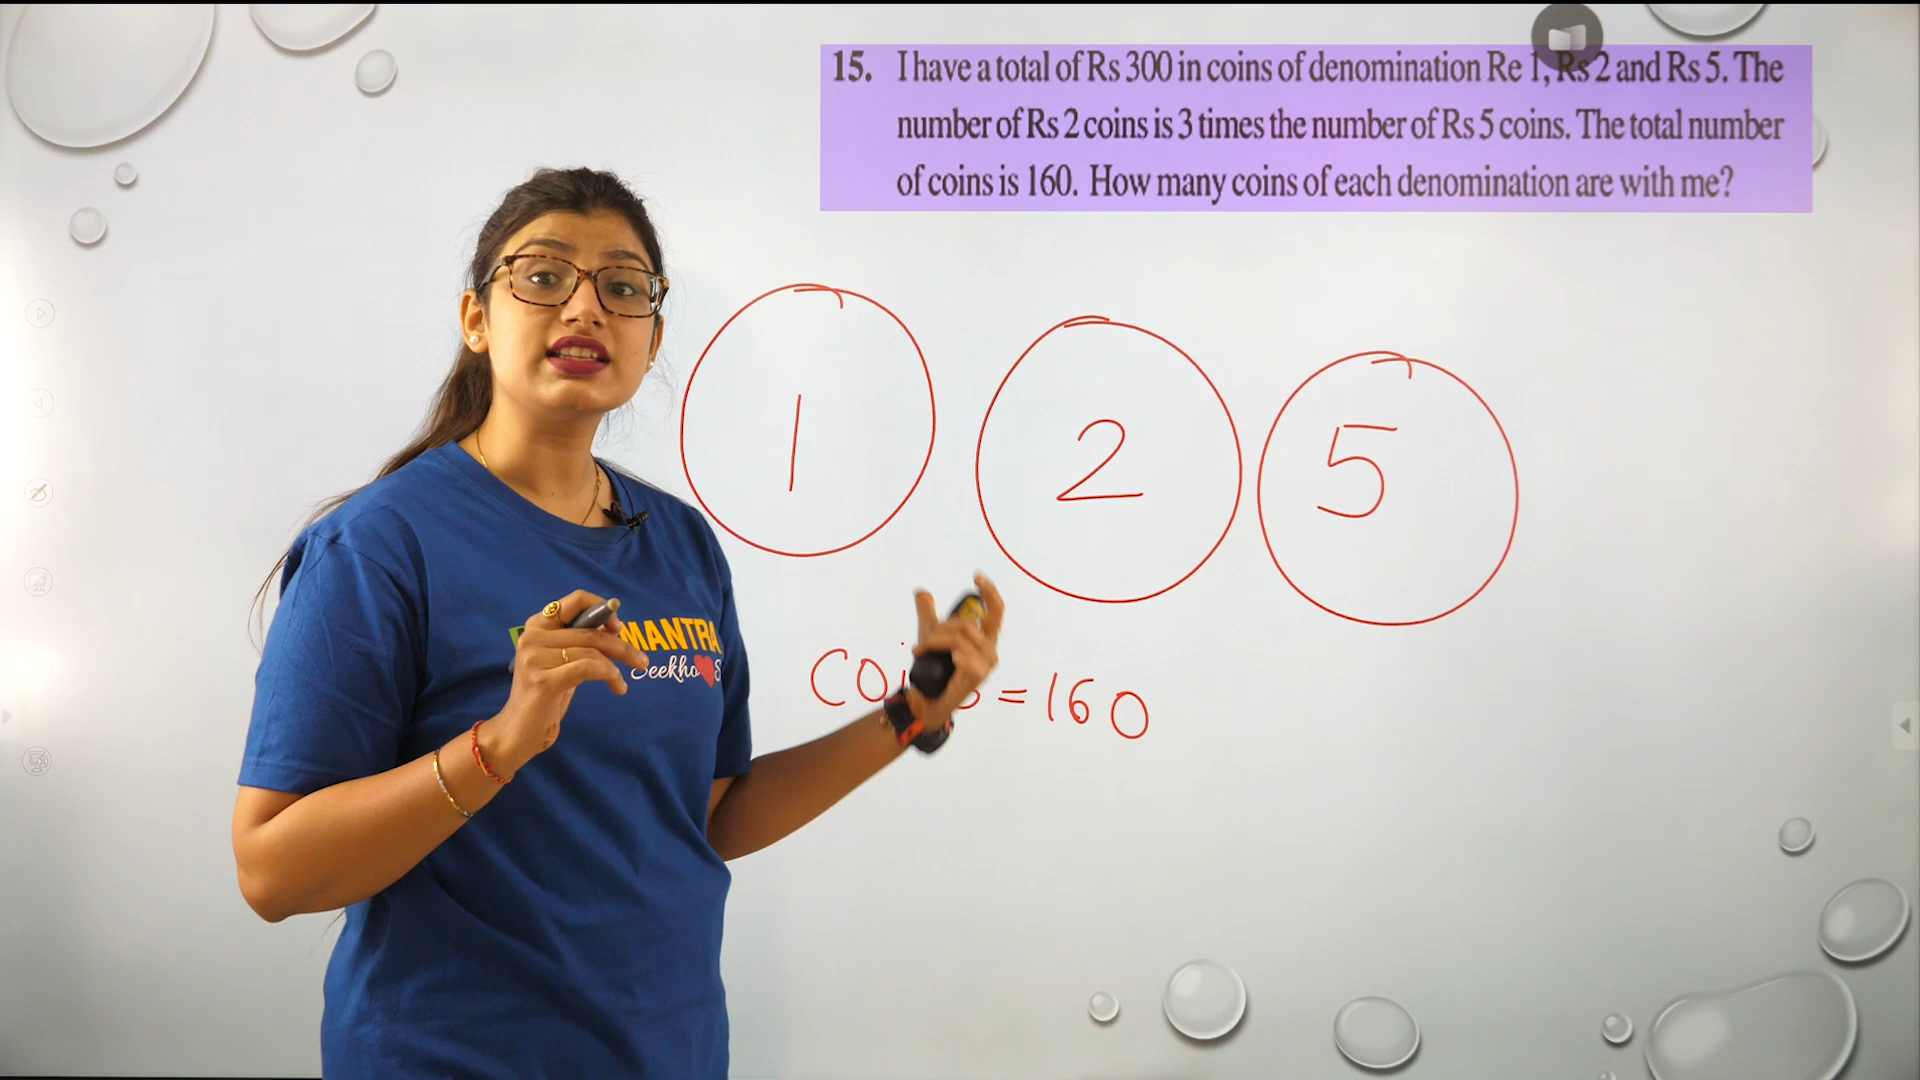 15. I have a total of Rs 300 in coins of denomination Re 1, Rs 2 and Rs 5. The
number of Rs 2 coins is 3 times the number of Rs 5 coins. The total number
of coins is 160. How many coins of each denomination are with me?
1
2
5
= 160
MANTRA
Seekho